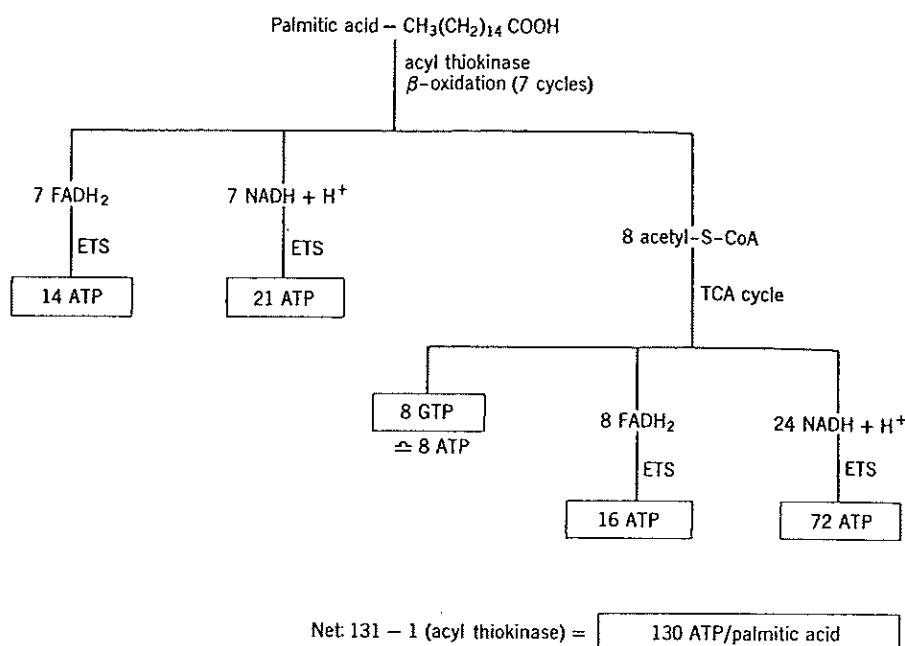 Palmitic acid – CH₃(CH₂)₁₄ COOH
acyl thiokinase
β-oxidation (7 cycles)
7 FADH₂
7 NADH + H⁺
8 acetyl-S-CoA
ETS
ETS
14 ATP
21 ATP
TCA cycle
8 GTP
≏ 8 ATP
8 FADH₂
24 NADH + H⁺
ETS
ETS
16 ATP
72 ATP
Net: 131 – 1 (acyl thiokinase) = 130 ATP/palmitic acid